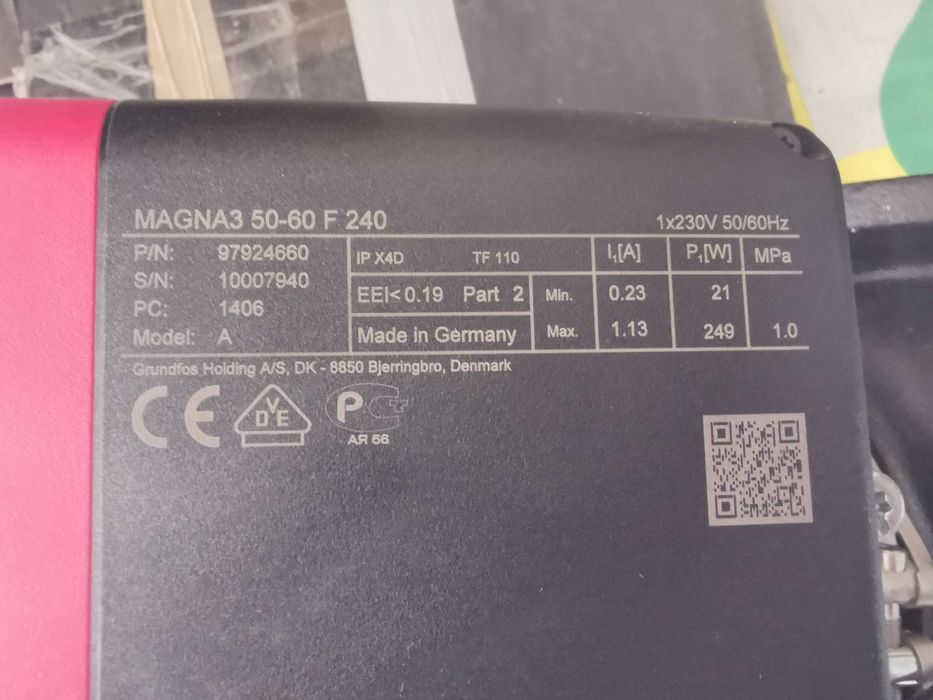 MAGNA3 50-60 F 240
1x230V 50/60Hz
P/N: 97924660
S/N: 10007940
PC: 1406
Model: A
IP X4D TF 110
EEI<0.19 Part 2
Made in Germany
I₁[A] P₁[W] MPa
Min. 0.23 21
Max. 1.13 249 1.0
Grundfos Holding A/S, DK - 8850 Bjerringbro, Denmark
CE
VDE
РСТ
АЯ 56